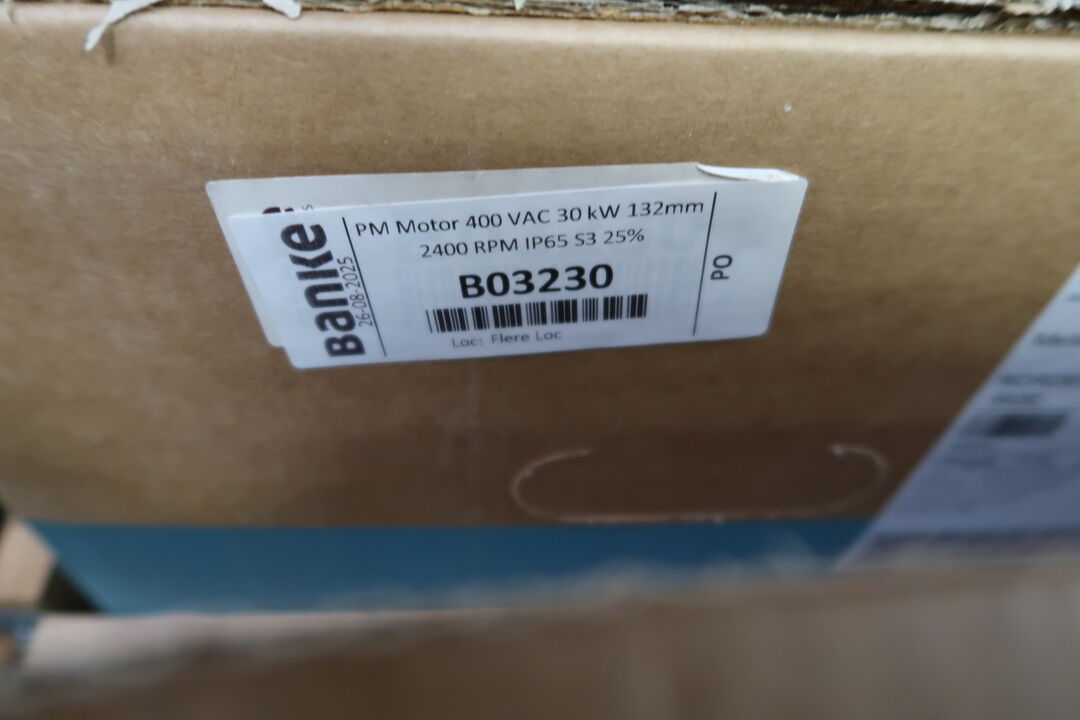 PM Motor 400 VAC 30 kW 132mm
2400 RPM IP65 S3 25%
B03230
Loc: Flere Loc
Banke
26-08-2025
PO